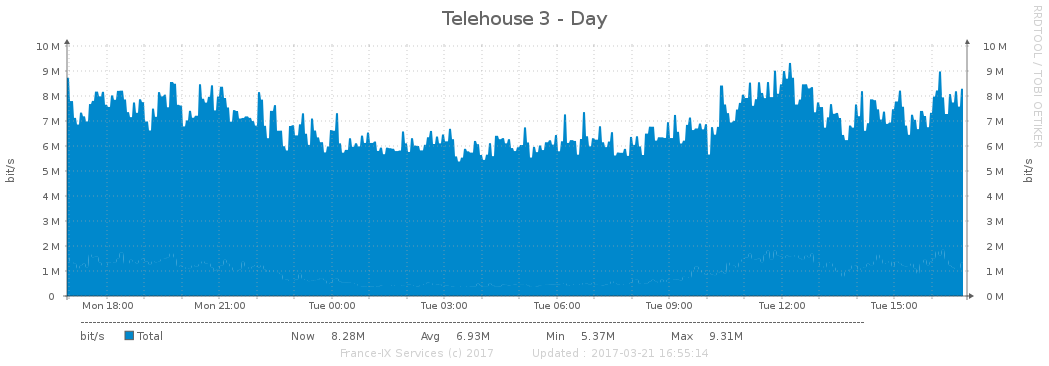 Telehouse 3 - Day
RRDTOOL / TOBI OETIKER
10 M 10 M
9 M 9 M
8 M 8 M
7 M 7 M
6 M 6 M
5 M 5 M
4 M 4 M
3 M 3 M
2 M 2 M
1 M 1 M
0 0 M
bit/s
bit/s
Mon 18:00 Mon 21:00 Tue 00:00 Tue 03:00 Tue 06:00 Tue 09:00 Tue 12:00 Tue 15:00
bit/s Total Now 8.28M Avg 6.93M Min 5.37M Max 9.31M
France-IX Services (c) 2017 Updated : 2017-03-21 16:55:14